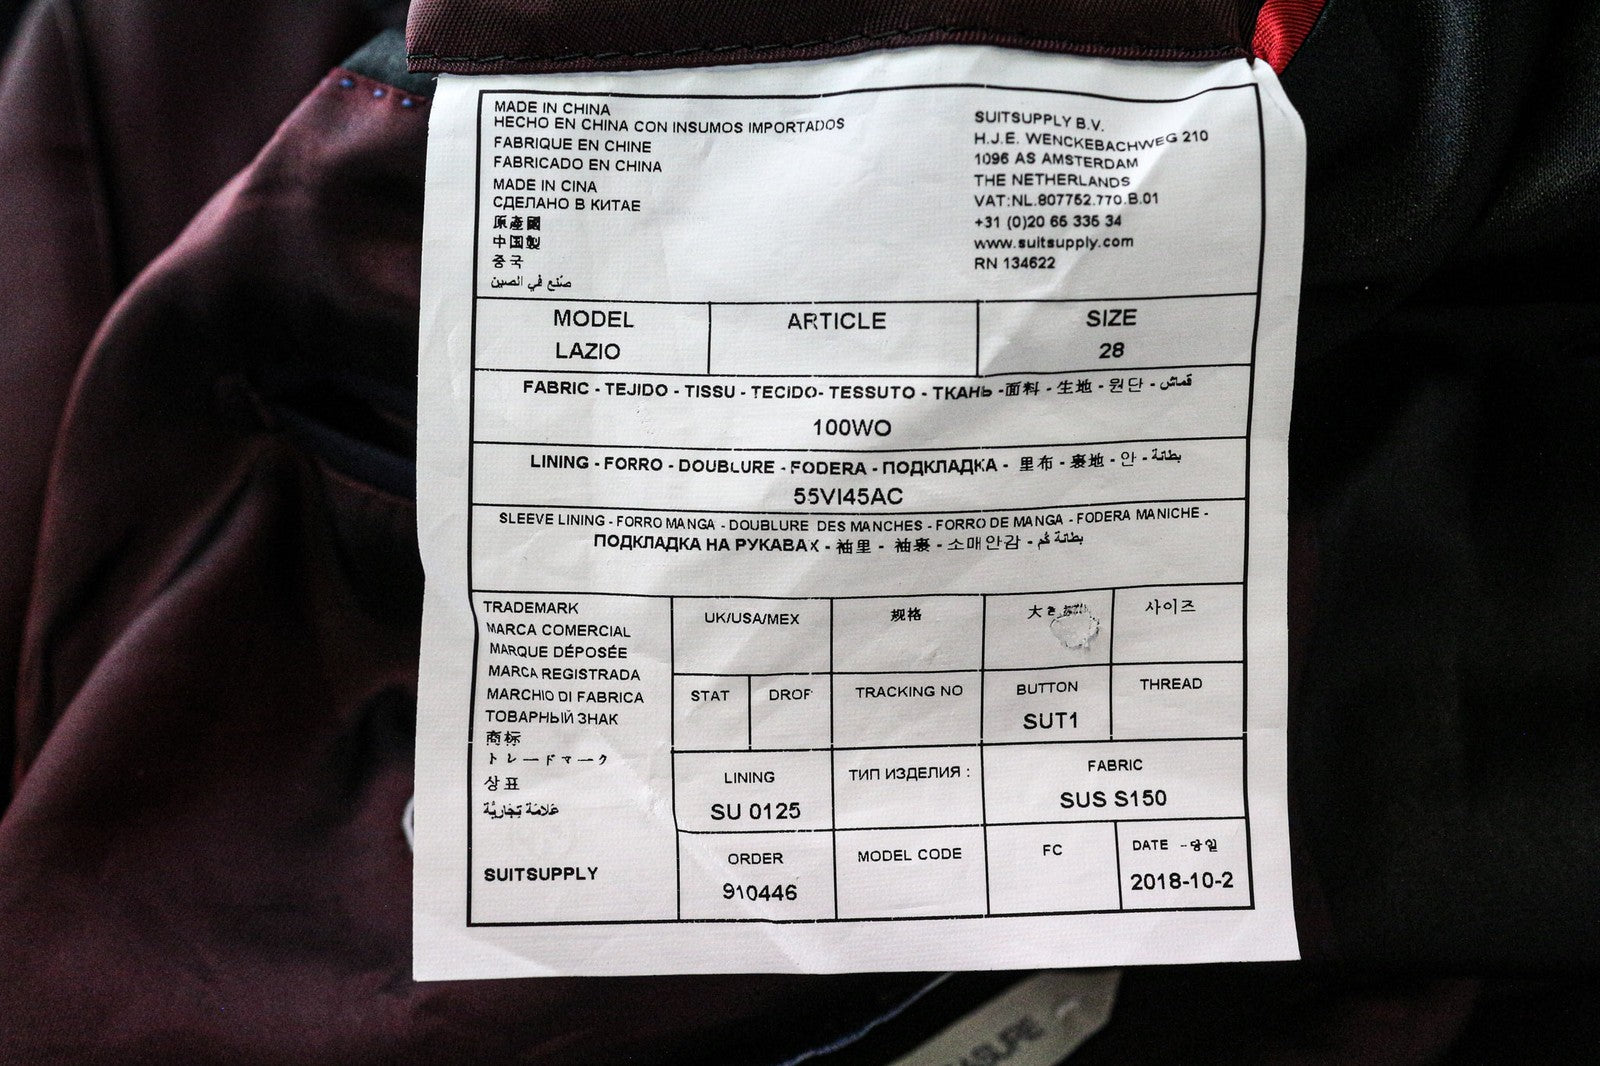 MADE IN CHINA
HECHO EN CHINA CON INSUMOS IMPORTADOS
FABRIQUE EN CHINE
FABRICADO EN CHINA
MADE IN CINA
СДЕЛАНО В КИТАЕ
原產國
中国製
중국
صنع في الصين
SUITSUPPLY B.V.
H.J.E. WENCKEBACHWEG 210
1096 AS AMSTERDAM
THE NETHERLANDS
VAT:NL.807752.770.B.01
+31 (0)20 65 335 34
www.suitsupply.com
RN 134622
MODEL
LAZIO
ARTICLE
SIZE
28
FABRIC - TEJIDO - TISSU - TECIDO- TESSUTO - ТКАНЬ -面料 - 生地 - 원단 - قماش
100WO
LINING - FORRO - DOUBLURE - FODERA - ПОДКЛАДКА - 里布 - 裏地 - 안 - بطانة
55VI45AC
SLEEVE LINING - FORRO MANGA - DOUBLURE DES MANCHES - FORRO DE MANGA - FODERA MANICHE -
ПОДКЛАДКА НА РУКАВАХ - 袖里 - 袖裏 - 소매안감 - بطانة كم
TRADEMARK
MARCA COMERCIAL
MARQUE DÉPOSÉE
MARCA REGISTRADA
MARCHIO DI FABRICA
ТОВАРНЫЙ ЗНАК
商标
トレードマーク
상표
علامة تجارية
SUITSUPPLY
UK/USA/MEX
规格
사이즈
STAT
DROP
TRACKING NO
BUTTON
SUT1
THREAD
LINING
SU 0125
ТИП ИЗДЕЛИЯ :
FABRIC
SUS S150
ORDER
910446
MODEL CODE
FC
DATE
2018-10-2